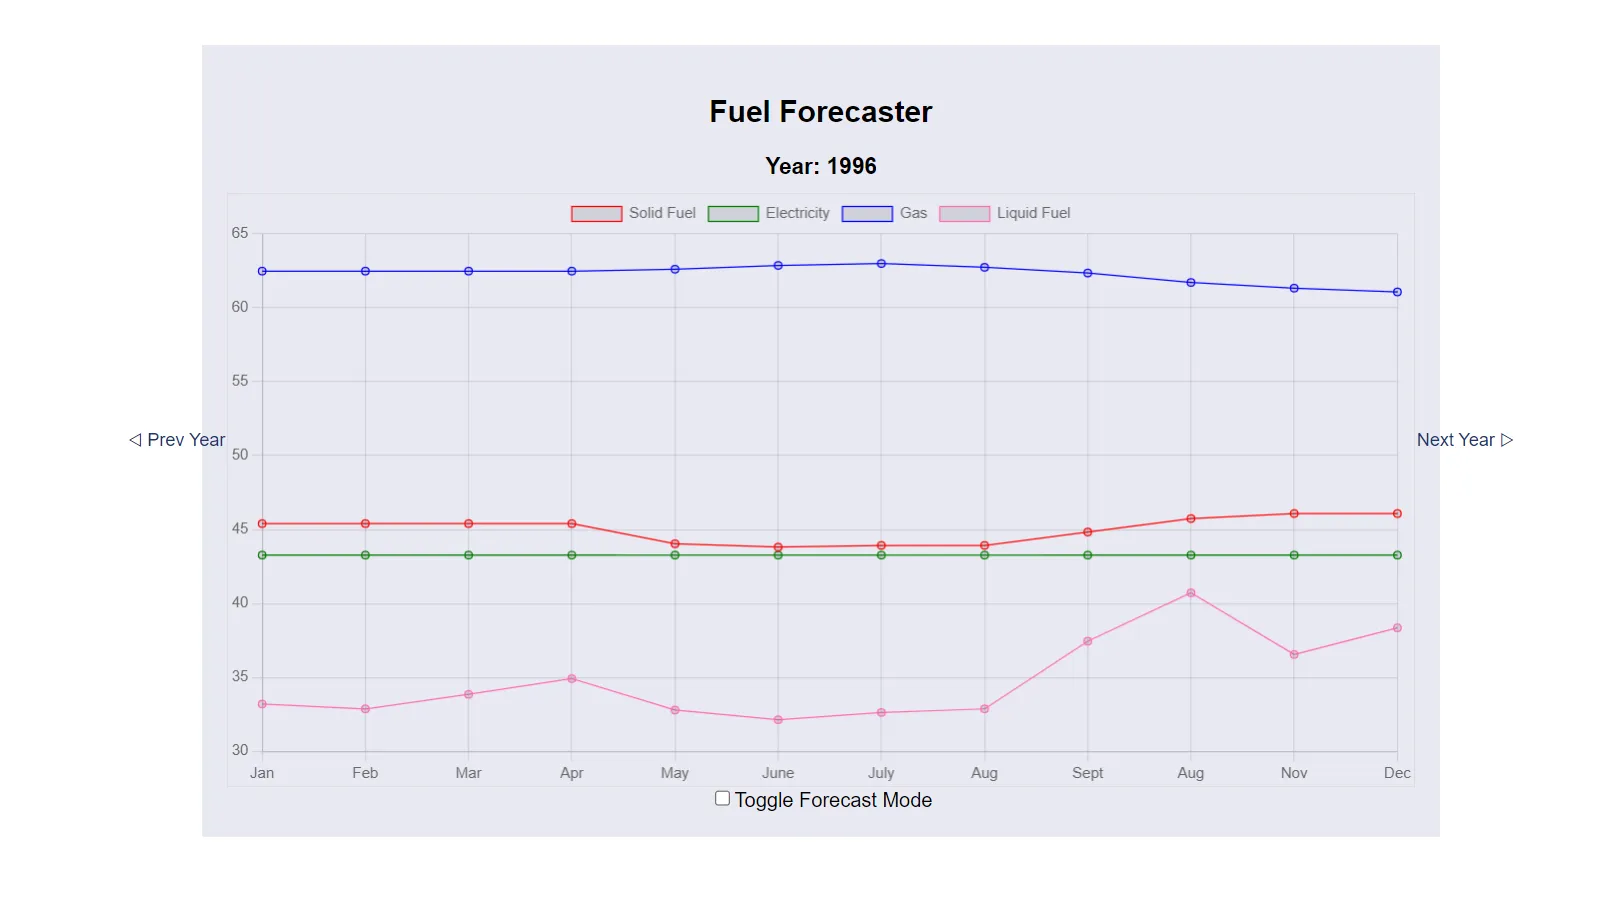 Fuel Forecaster
Year: 1996
Solid Fuel Electricity Gas Liquid Fuel
65
60
55
◁ Prev Year
Next Year ▷
50
45
40
35
30
Jan Feb Mar Apr May June July Aug Sept Aug Nov Dec
Toggle Forecast Mode